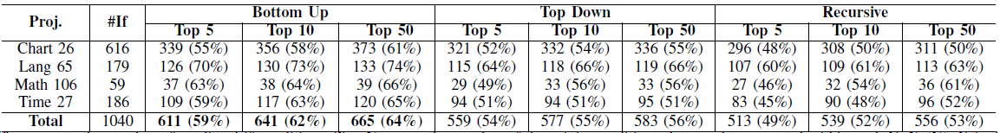 Proj. #If Bottom Up Top Down Recursive
Top 5 Top 10 Top 50 Top 5 Top 10 Top 50 Top 5 Top 10 Top 50
Chart 26 616 339 (55%) 356 (58%) 373 (61%) 321 (52%) 332 (54%) 336 (55%) 296 (48%) 308 (50%) 311 (50%)
Lang 65 179 126 (70%) 130 (73%) 133 (74%) 115 (64%) 118 (66%) 119 (66%) 107 (60%) 109 (61%) 113 (63%)
Math 106 59 37 (63%) 38 (64%) 39 (66%) 29 (49%) 33 (56%) 33 (56%) 27 (46%) 32 (54%) 36 (61%)
Time 27 186 109 (59%) 117 (63%) 120 (65%) 94 (51%) 94 (51%) 95 (51%) 83 (45%) 90 (48%) 96 (52%)
Total 1040 611 (59%) 641 (62%) 665 (64%) 559 (54%) 577 (55%) 583 (56%) 513 (49%) 539 (52%) 556 (53%)